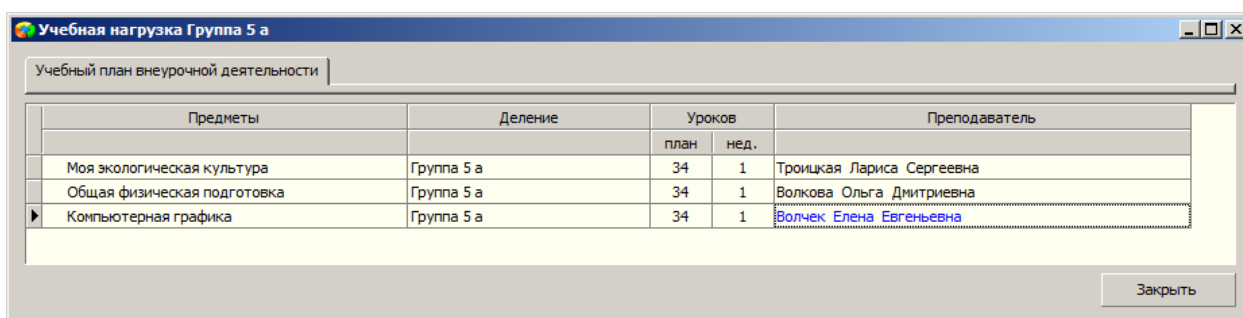 Учебная нагрузка Группа 5 а
Учебный план внеурочной деятельности
Предметы Деление Уроков Преподаватель
план нед.
Моя экологическая культура Группа 5 а 34 1 Троицкая Лариса Сергеевна
Общая физическая подготовка Группа 5 а 34 1 Волкова Ольга Дмитриевна
Компьютерная графика Группа 5 а 34 1 Волчек Елена Евгеньевна
Закрыть